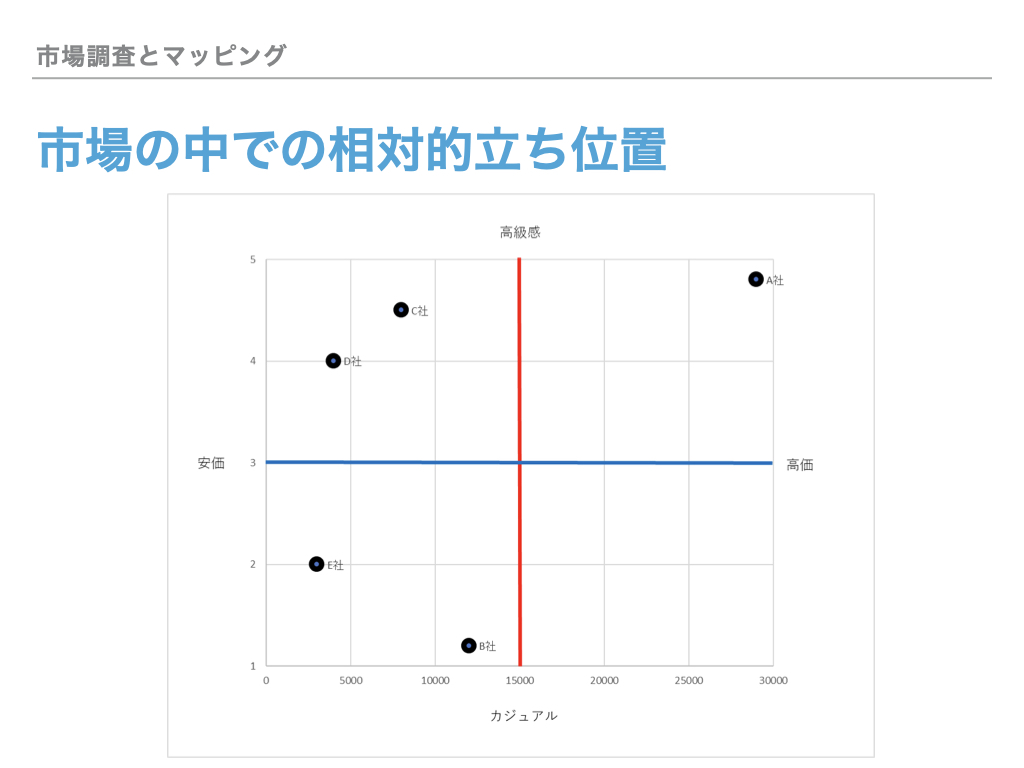 市場調査とマッピング
市場の中での相対的立ち位置
高級感
5
A社
C社
4
D社
安価
3
高価
2
E社
B社
1
0
5000
10000
15000
20000
25000
30000
カジュアル